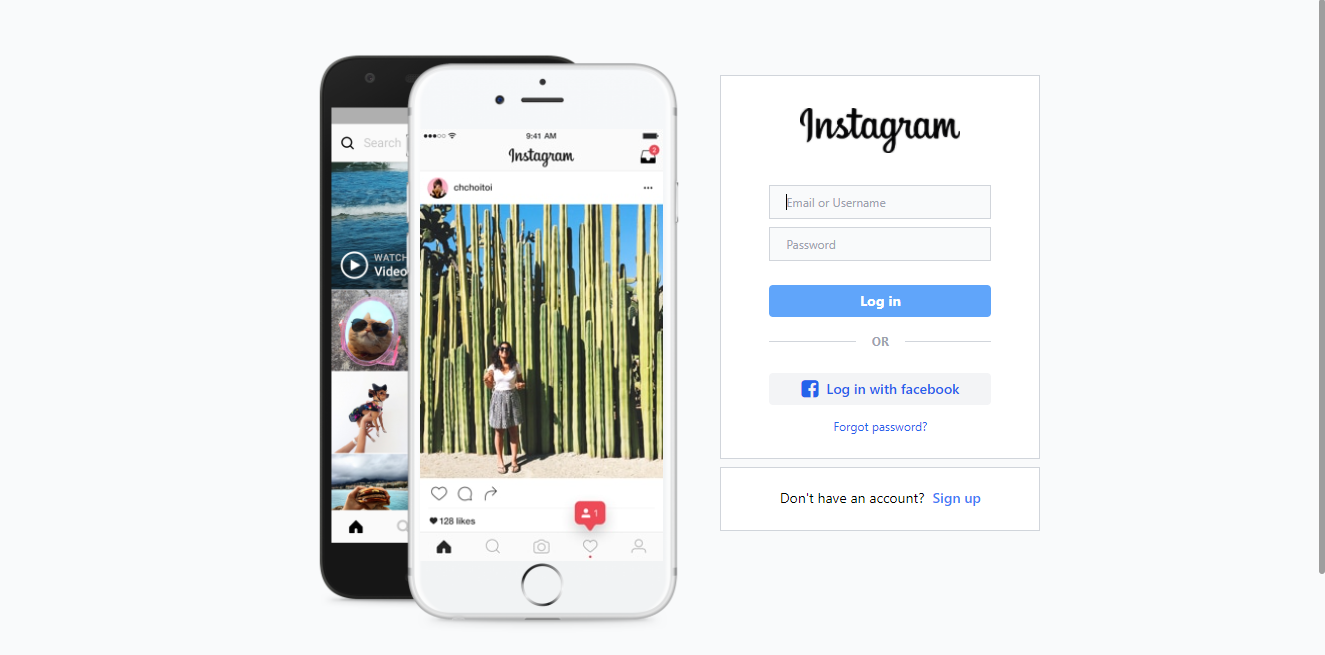 Search
WATCH
Video
9:41 AM
Instagram
2
chchoitoi
128 likes
1
Instagram
Email or Username
Password
Log in
OR
Log in with facebook
Forgot password?
Don't have an account? Sign up